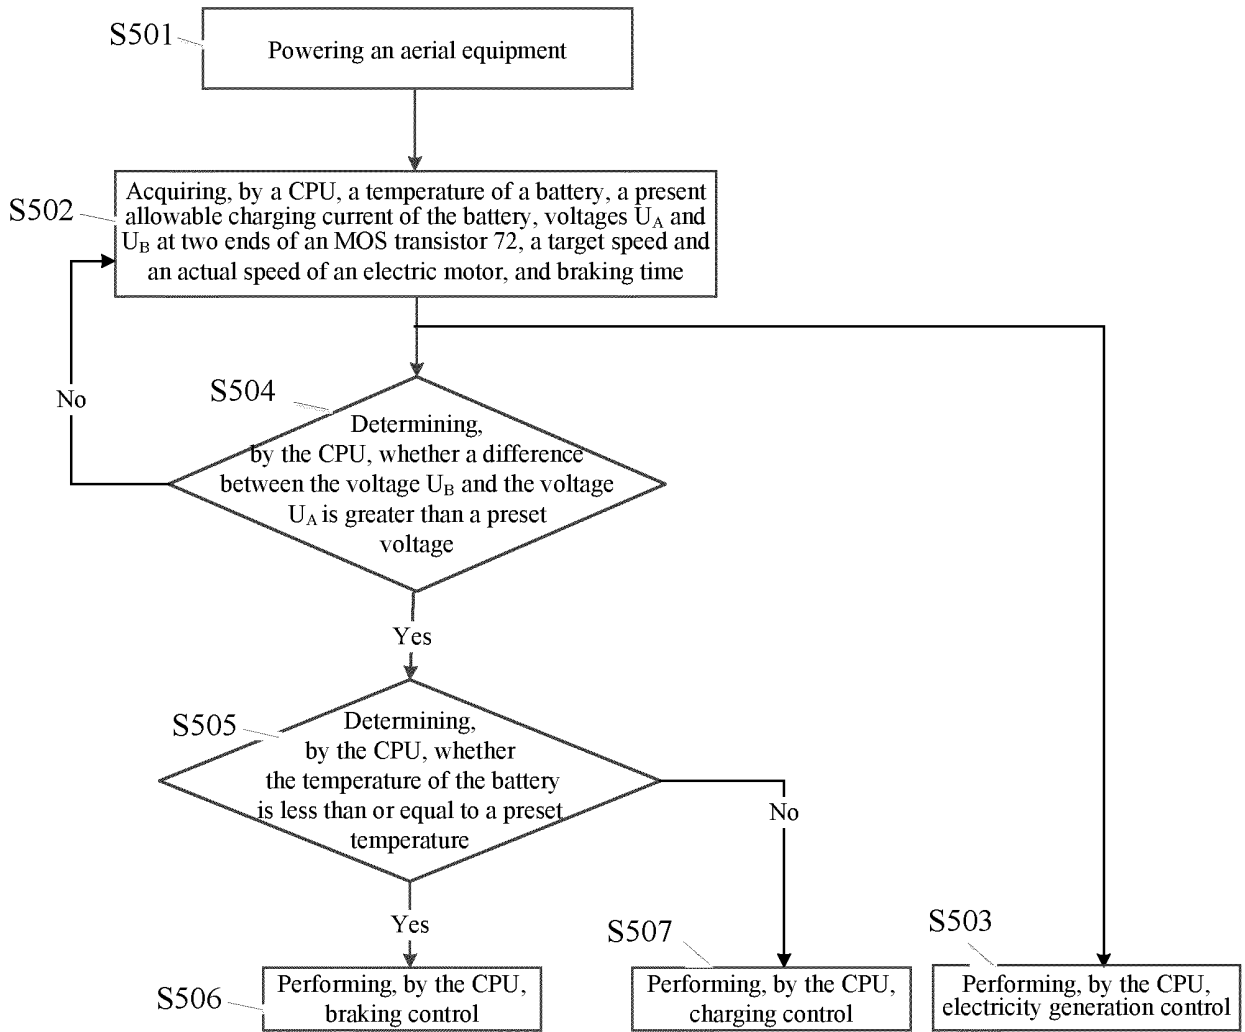 S501
Powering an aerial equipment
S502
Acquiring, by a CPU, a temperature of a battery, a present
allowable charging current of the battery, voltages UA and
UB at two ends of an MOS transistor 72, a target speed and
an actual speed of an electric motor, and braking time
No
S504
Determining,
by the CPU, whether a difference
between the voltage UB and the voltage
UA is greater than a preset
voltage
Yes
S505
Determining,
by the CPU, whether
the temperature of the battery
is less than or equal to a preset
temperature
No
Yes
S506
Performing, by the CPU,
braking control
S507
Performing, by the CPU,
charging control
S503
Performing, by the CPU,
electricity generation control